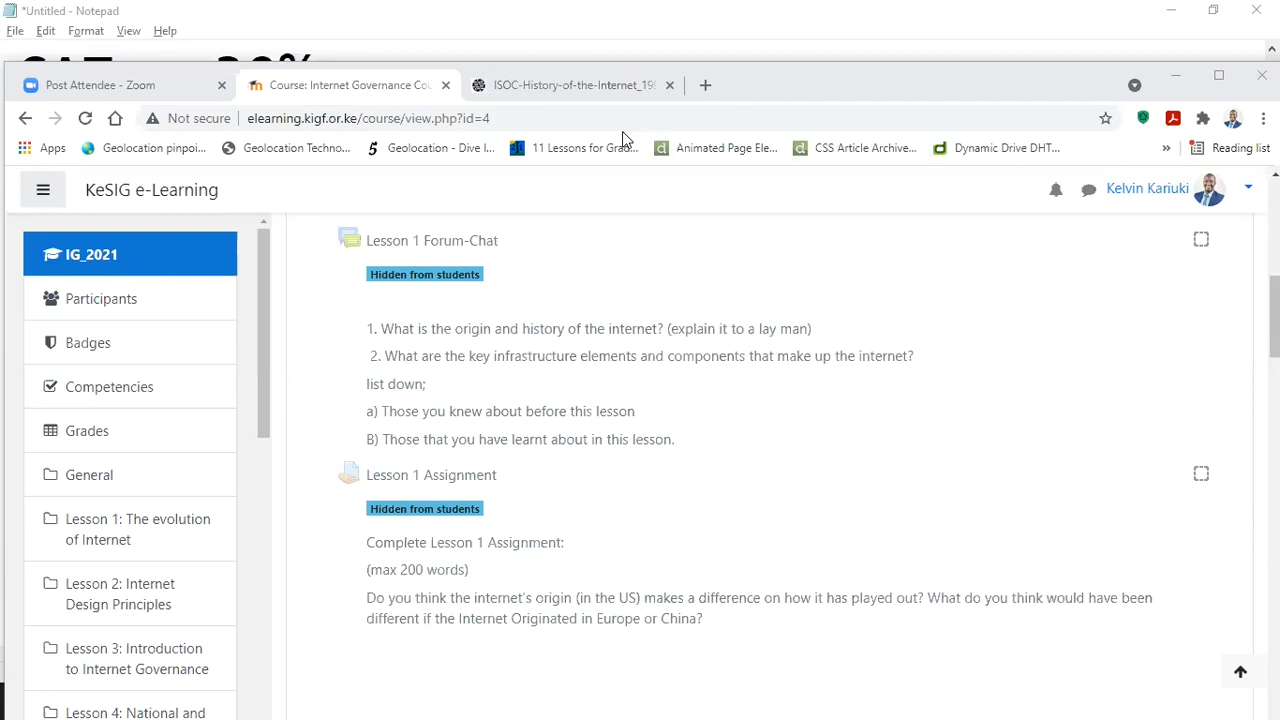 *Untitled - Notepad
File Edit Format View Help
Post Attendee - Zoom
Course: Internet Governance Cou
ISOC-History-of-the-Internet_199
Not secure elearning.kigf.or.ke/course/view.php?id=4
Apps Geolocation pinpoi... Geolocation Techno... Geolocation - Dive I... 11 Lessons for Gra... Animated Page Ele... CSS Article Archive... Dynamic Drive DHT... » Reading list
KeSIG e-Learning
Kelvin Kariuki
IG_2021
Participants
Badges
Competencies
Grades
General
Lesson 1: The evolution
of Internet
Lesson 2: Internet
Design Principles
Lesson 3: Introduction
to Internet Governance
Lesson 4: National and
Lesson 1 Forum-Chat
Hidden from students
1. What is the origin and history of the internet? (explain it to a lay man)
2. What are the key infrastructure elements and components that make up the internet?
list down;
a) Those you knew about before this lesson
B) Those that you have learnt about in this lesson.
Lesson 1 Assignment
Hidden from students
Complete Lesson 1 Assignment:
(max 200 words)
Do you think the internet's origin (in the US) makes a difference on how it has played out? What do you think would have been
different if the Internet Originated in Europe or China?